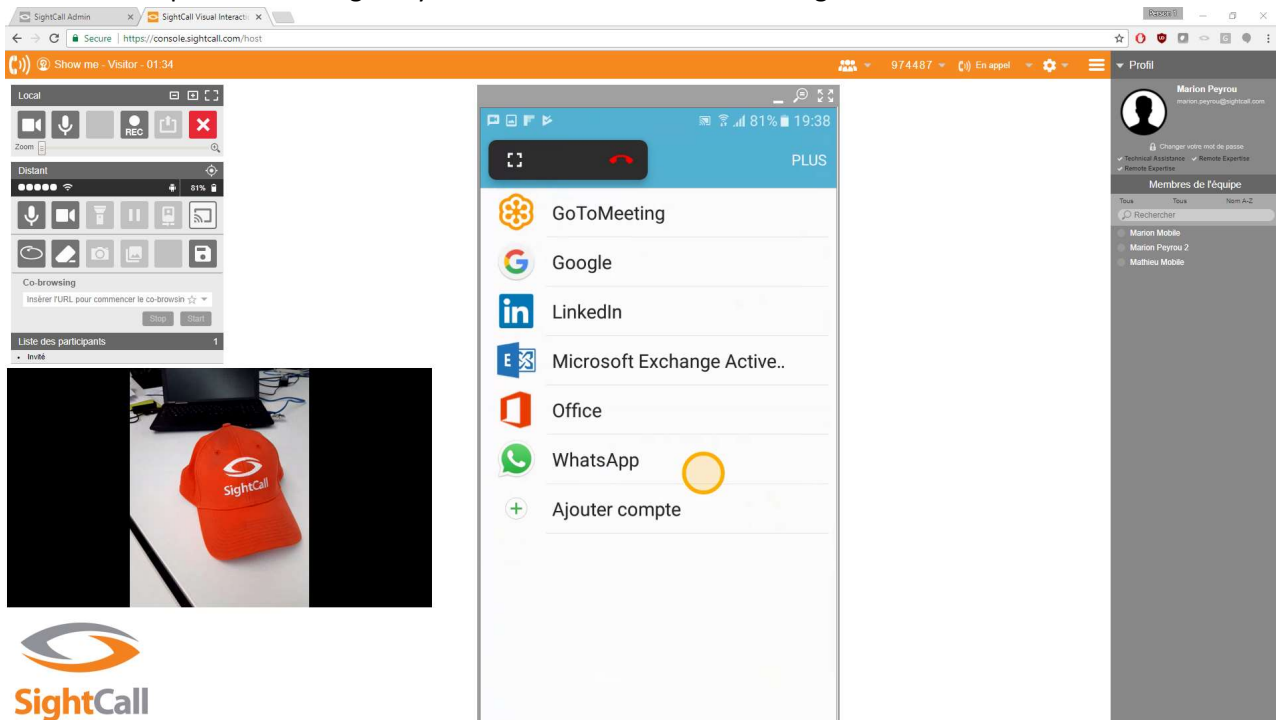 SightCall Admin
SightCall Visual Interacti
Person 1
Secure | https://console.sightcall.com/host
Show me - Visitor - 01:34
974487
En appel
Profil
Local
REC
Zoom
Distant
81%
Co-browsing
Insérer l'URL pour commencer le co-browsin
Stop Start
Liste des participants 1
Invité
SightCall
SightCall
81% 19:38
PLUS
GoToMeeting
Google
LinkedIn
Microsoft Exchange Active..
Office
WhatsApp
Ajouter compte
Marion Peyrou
marion.peyrou@sightcall.com
Changer votre mot de passe
Technical Assistance Remote Expertise
Remote Expertise
Membres de l'équipe
Tous Tous Nom A-Z
Rechercher
Marion Mobile
Marion Peyrou 2
Mathieu Mobile